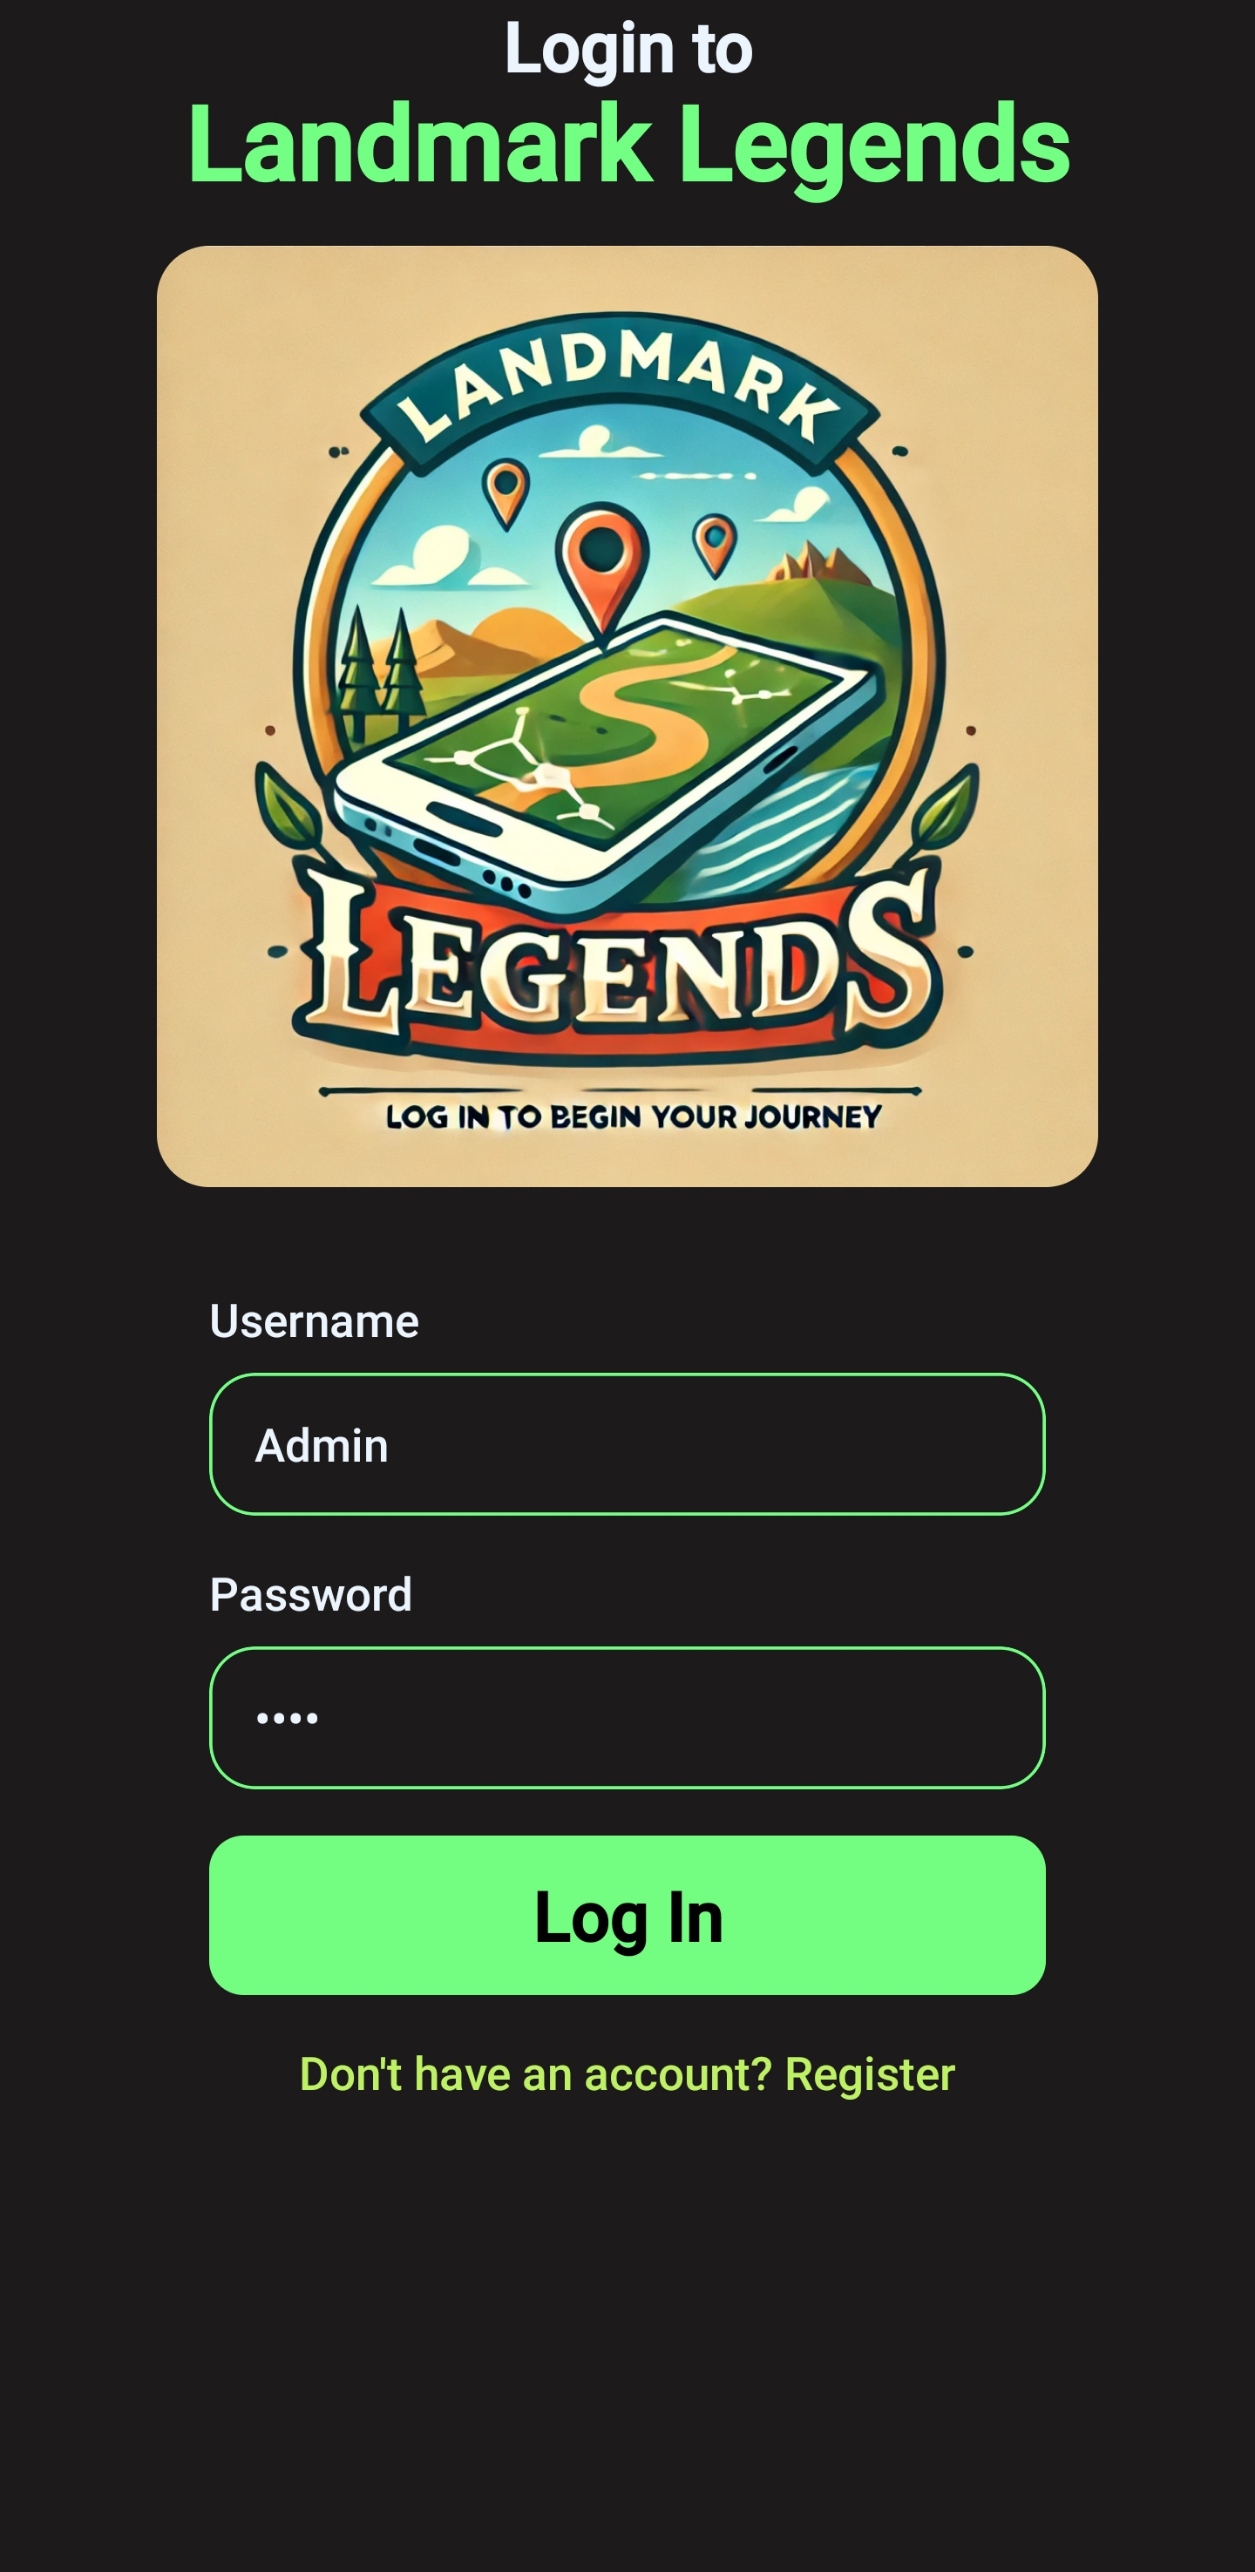 Login to
Landmark Legends
LANDMARK
LEGENDS
LOG IN TO BEGIN YOUR JOURNEY
Username
Admin
Password
••••
Log In
Don't have an account? Register